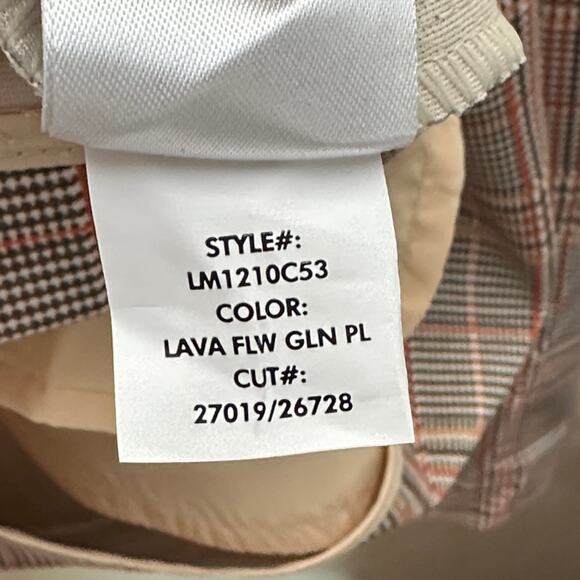 STYLE#:
LM1210C53
COLOR:
LAVA FLW GLN PL
CUT#:
27019/26728